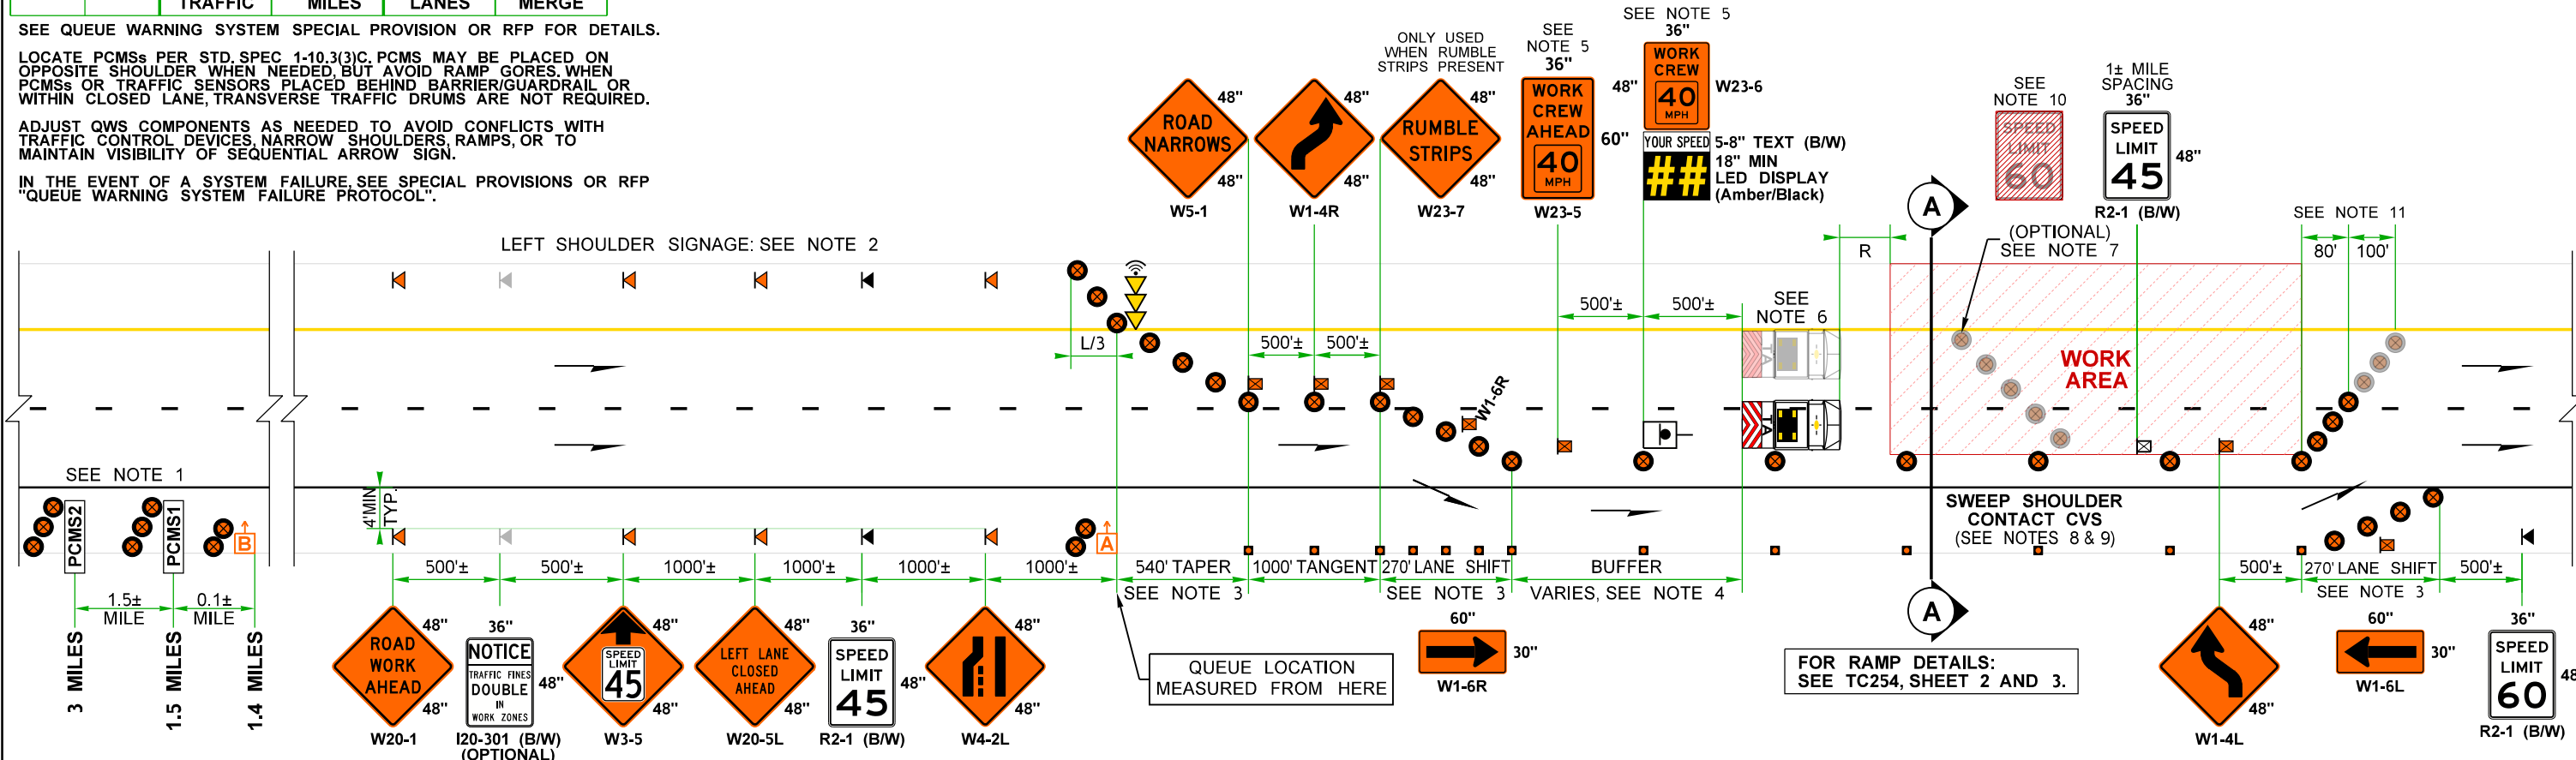 TRAFFIC MILES LANES MERGE
SEE QUEUE WARNING SYSTEM SPECIAL PROVISION OR RFP FOR DETAILS.
LOCATE PCMSs PER STD. SPEC 1-10.3(3)C. PCMS MAY BE PLACED ON
OPPOSITE SHOULDER WHEN NEEDED, BUT AVOID RAMP GORES. WHEN
PCMSs OR TRAFFIC SENSORS PLACED BEHIND BARRIER/GUARDRAIL OR
WITHIN CLOSED LANE, TRANSVERSE TRAFFIC DRUMS ARE NOT REQUIRED.
ADJUST QWS COMPONENTS AS NEEDED TO AVOID CONFLICTS WITH
TRAFFIC CONTROL DEVICES, NARROW SHOULDERS, RAMPS, OR TO
MAINTAIN VISIBILITY OF SEQUENTIAL ARROW SIGN.
IN THE EVENT OF A SYSTEM FAILURE, SEE SPECIAL PROVISIONS OR RFP
"QUEUE WARNING SYSTEM FAILURE PROTOCOL".
ROAD
NARROWS
48"
48"
W5-1
48"
48"
W1-4R
ONLY USED
WHEN RUMBLE
STRIPS PRESENT
RUMBLE
STRIPS
48"
48"
W23-7
SEE
NOTE 5
36"
WORK
CREW
AHEAD
40
MPH
60"
W23-5
SEE NOTE 5
36"
WORK
CREW
40
MPH
48"
W23-6
YOUR SPEED
##
5-8" TEXT (B/W)
18" MIN
LED DISPLAY
(Amber/Black)
SEE
NOTE 10
SPEED
LIMIT
60
1± MILE
SPACING
36"
SPEED
LIMIT
45
48"
R2-1 (B/W)
A
(OPTIONAL)
SEE NOTE 7
SEE NOTE 11
80'
100'
R
LEFT SHOULDER SIGNAGE: SEE NOTE 2
L/3
500'±
500'±
500'±
500'±
SEE
NOTE 6
TA
TA
WORK
AREA
W1-6R
SEE NOTE 1
PCMS2
PCMS1
B
4'MIN
TYP.
A
SWEEP SHOULDER
CONTACT CVS
(SEE NOTES 8 & 9)
1.5±
MILE
0.1±
MILE
3 MILES
1.5 MILES
1.4 MILES
500'±
500'±
1000'±
1000'±
1000'±
1000'±
540' TAPER
SEE NOTE 3
1000' TANGENT
270' LANE SHIFT
SEE NOTE 3
BUFFER
VARIES, SEE NOTE 4
500'±
270' LANE SHIFT
SEE NOTE 3
500'±
ROAD
WORK
AHEAD
48"
48"
W20-1
36"
NOTICE
TRAFFIC FINES
DOUBLE
IN
WORK ZONES
48"
I20-301 (B/W)
(OPTIONAL)
SPEED
LIMIT
45
48"
48"
W3-5
LEFT LANE
CLOSED
AHEAD
48"
48"
W20-5L
36"
SPEED
LIMIT
45
48"
R2-1 (B/W)
48"
48"
W4-2L
QUEUE LOCATION
MEASURED FROM HERE
60"
30"
W1-6R
A
FOR RAMP DETAILS:
SEE TC254, SHEET 2 AND 3.
48"
48"
W1-4L
60"
30"
W1-6L
36"
SPEED
LIMIT
60
48
R2-1 (B/W)